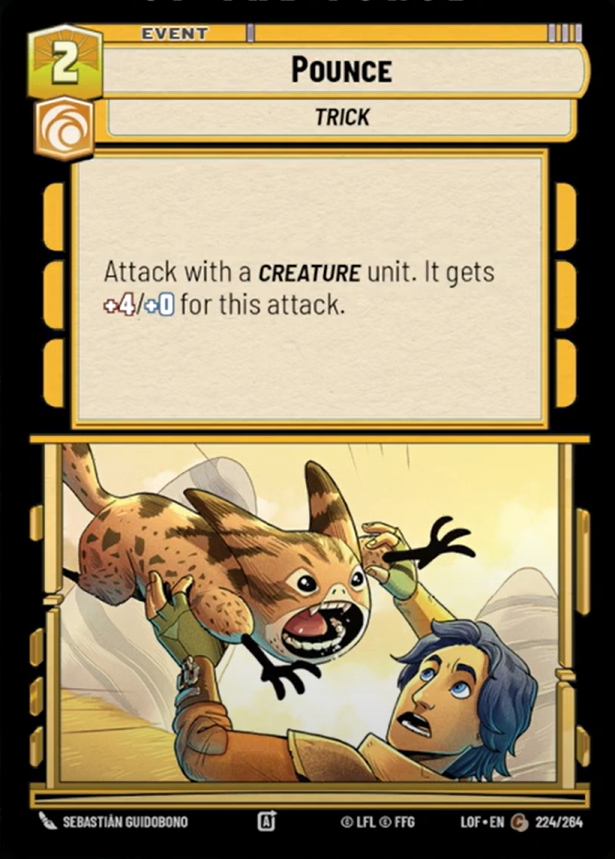 EVENT
2
POUNCE
TRICK
Attack with a CREATURE unit. It gets
+4/+0 for this attack.
SEBASTIÁN GUIDOBONO
A
© LFL © FFG
LOF • EN C 224/264